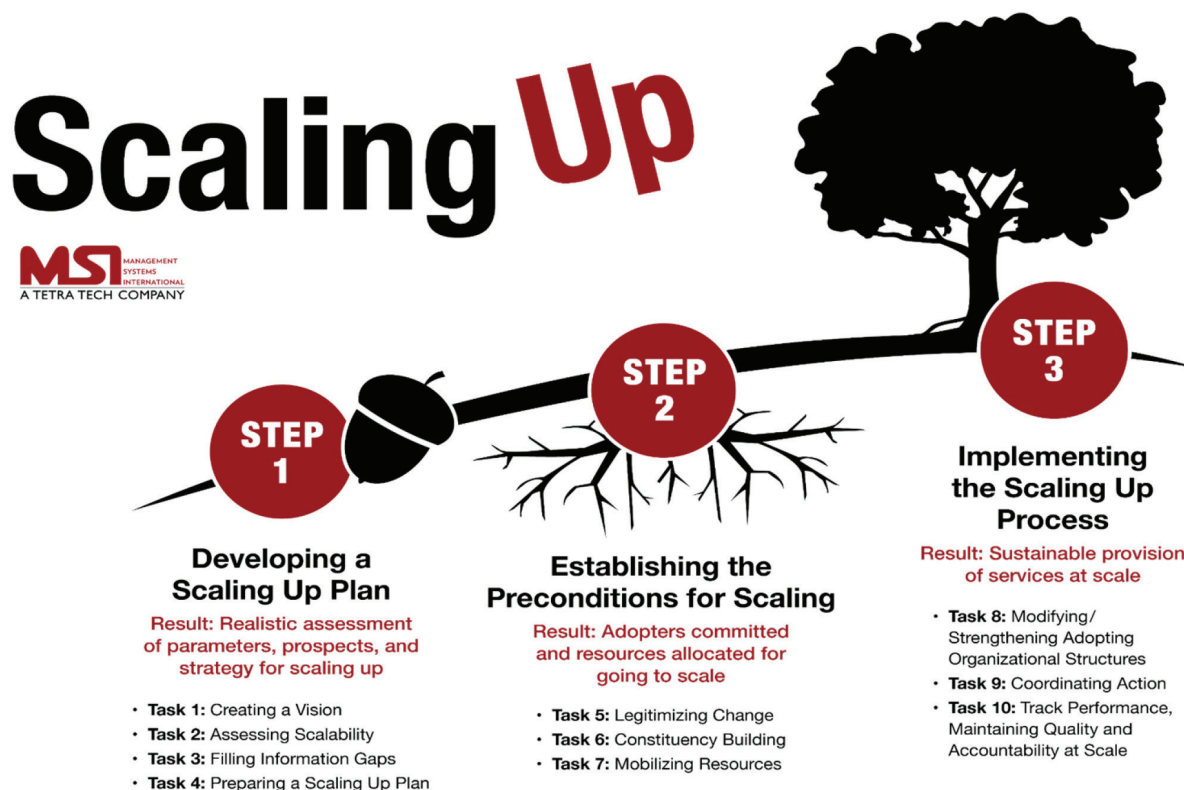 Scaling Up
MSI MANAGEMENT
SYSTEMS
INTERNATIONAL
A TETRA TECH COMPANY
STEP
1
Developing a
Scaling Up Plan
Result: Realistic assessment
of parameters, prospects, and
strategy for scaling up
• Task 1: Creating a Vision
• Task 2: Assessing Scalability
• Task 3: Filling Information Gaps
• Task 4: Preparing a Scaling Up Plan
STEP
2
Establishing the
Preconditions for Scaling
Result: Adopters committed
and resources allocated for
going to scale
• Task 5: Legitimizing Change
• Task 6: Constituency Building
• Task 7: Mobilizing Resources
STEP
3
Implementing
the Scaling Up
Process
Result: Sustainable provision
of services at scale
• Task 8: Modifying/
Strengthening Adopting
Organizational Structures
• Task 9: Coordinating Action
• Task 10: Track Performance,
Maintaining Quality and
Accountability at Scale